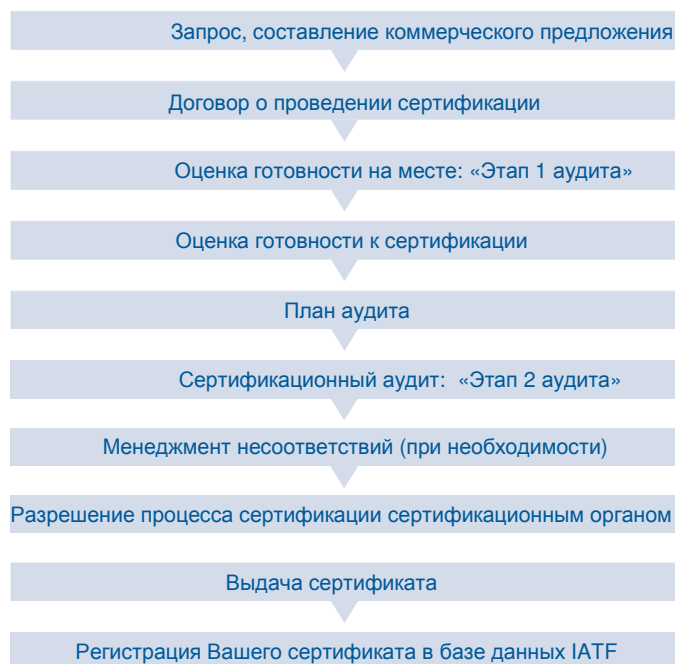 Запрос, составление коммерческого предложения
Договор о проведении сертификации
Оценка готовности на месте: «Этап 1 аудита»
Оценка готовности к сертификации
План аудита
Сертификационный аудит: «Этап 2 аудита»
Менеджмент несоответствий (при необходимости)
Разрешение процесса сертификации сертификационным органом
Выдача сертификата
Регистрация Вашего сертификата в базе данных IATF